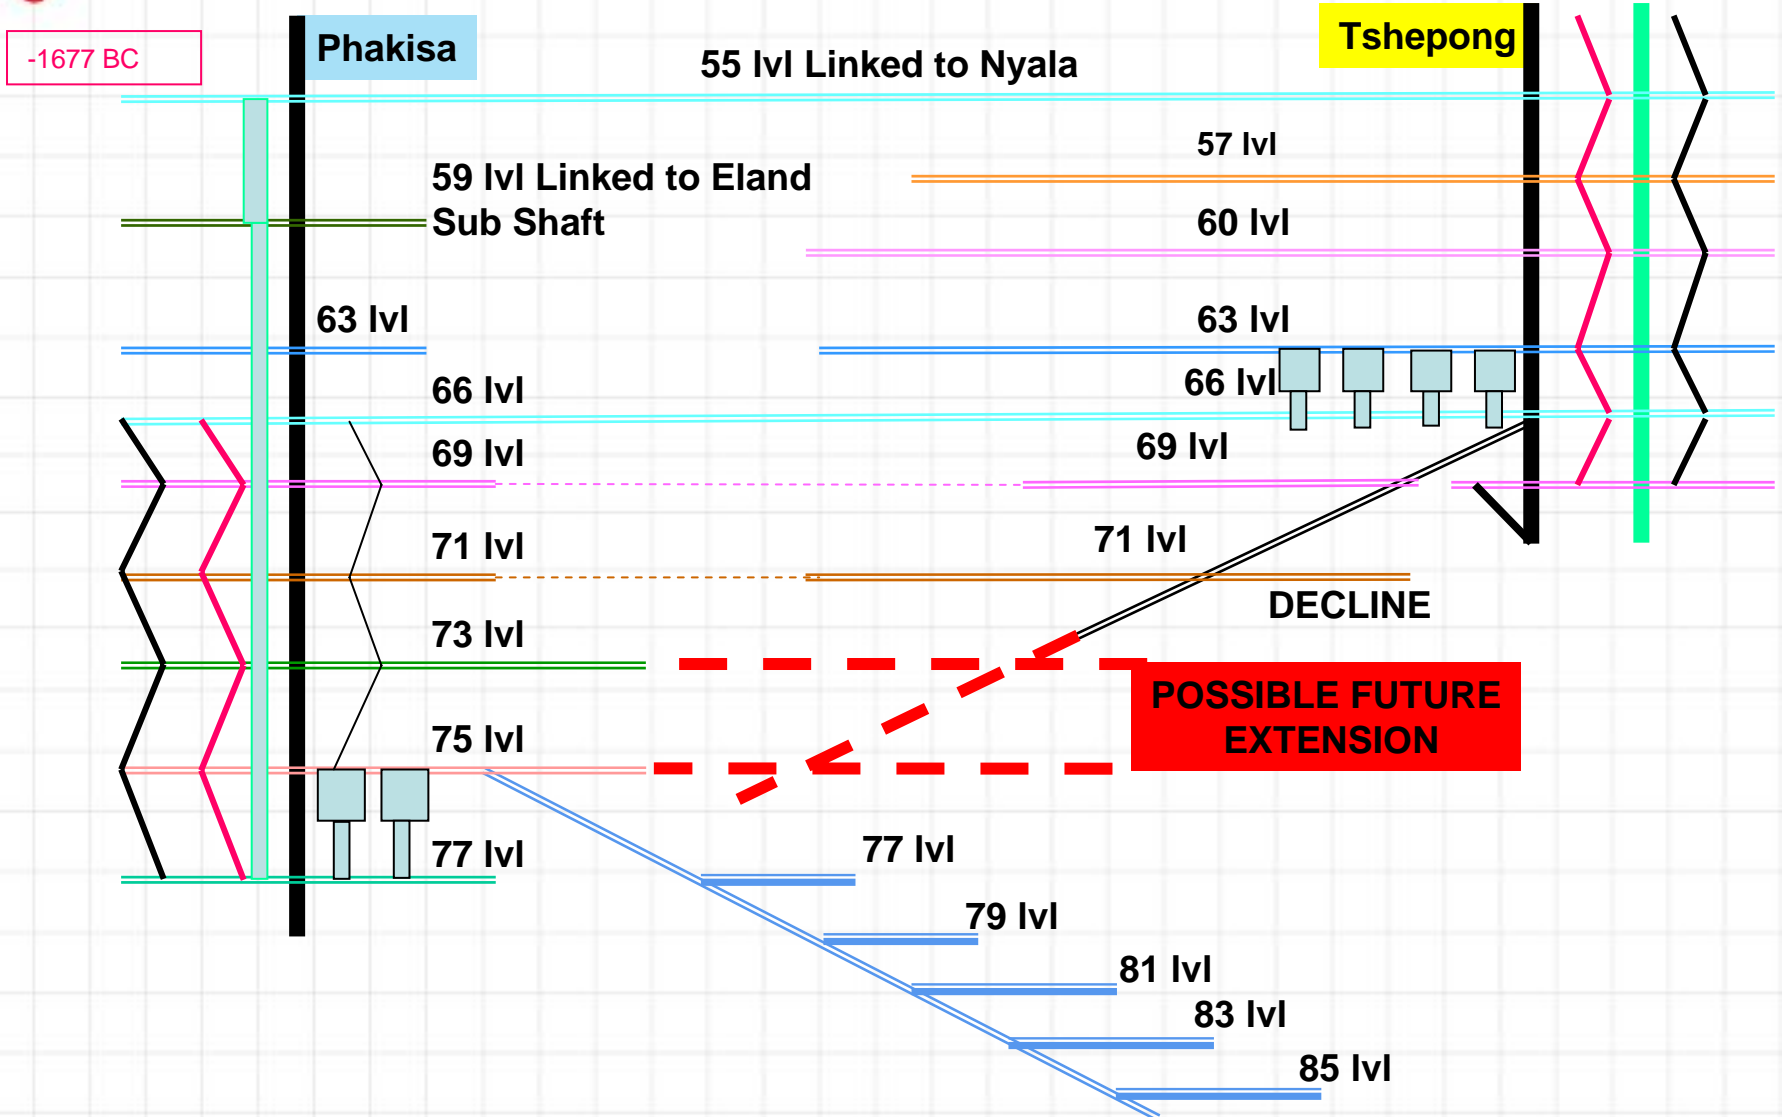 -1677 BC
Phakisa
Tshepong
55 lvl Linked to Nyala
57 lvl
59 lvl Linked to Eland
Sub Shaft
60 lvl
63 lvl
63 lvl
66 lvl
66 lvl
69 lvl
69 lvl
71 lvl
71 lvl
DECLINE
73 lvl
POSSIBLE FUTURE
EXTENSION
75 lvl
77 lvl
77 lvl
79 lvl
81 lvl
83 lvl
85 lvl